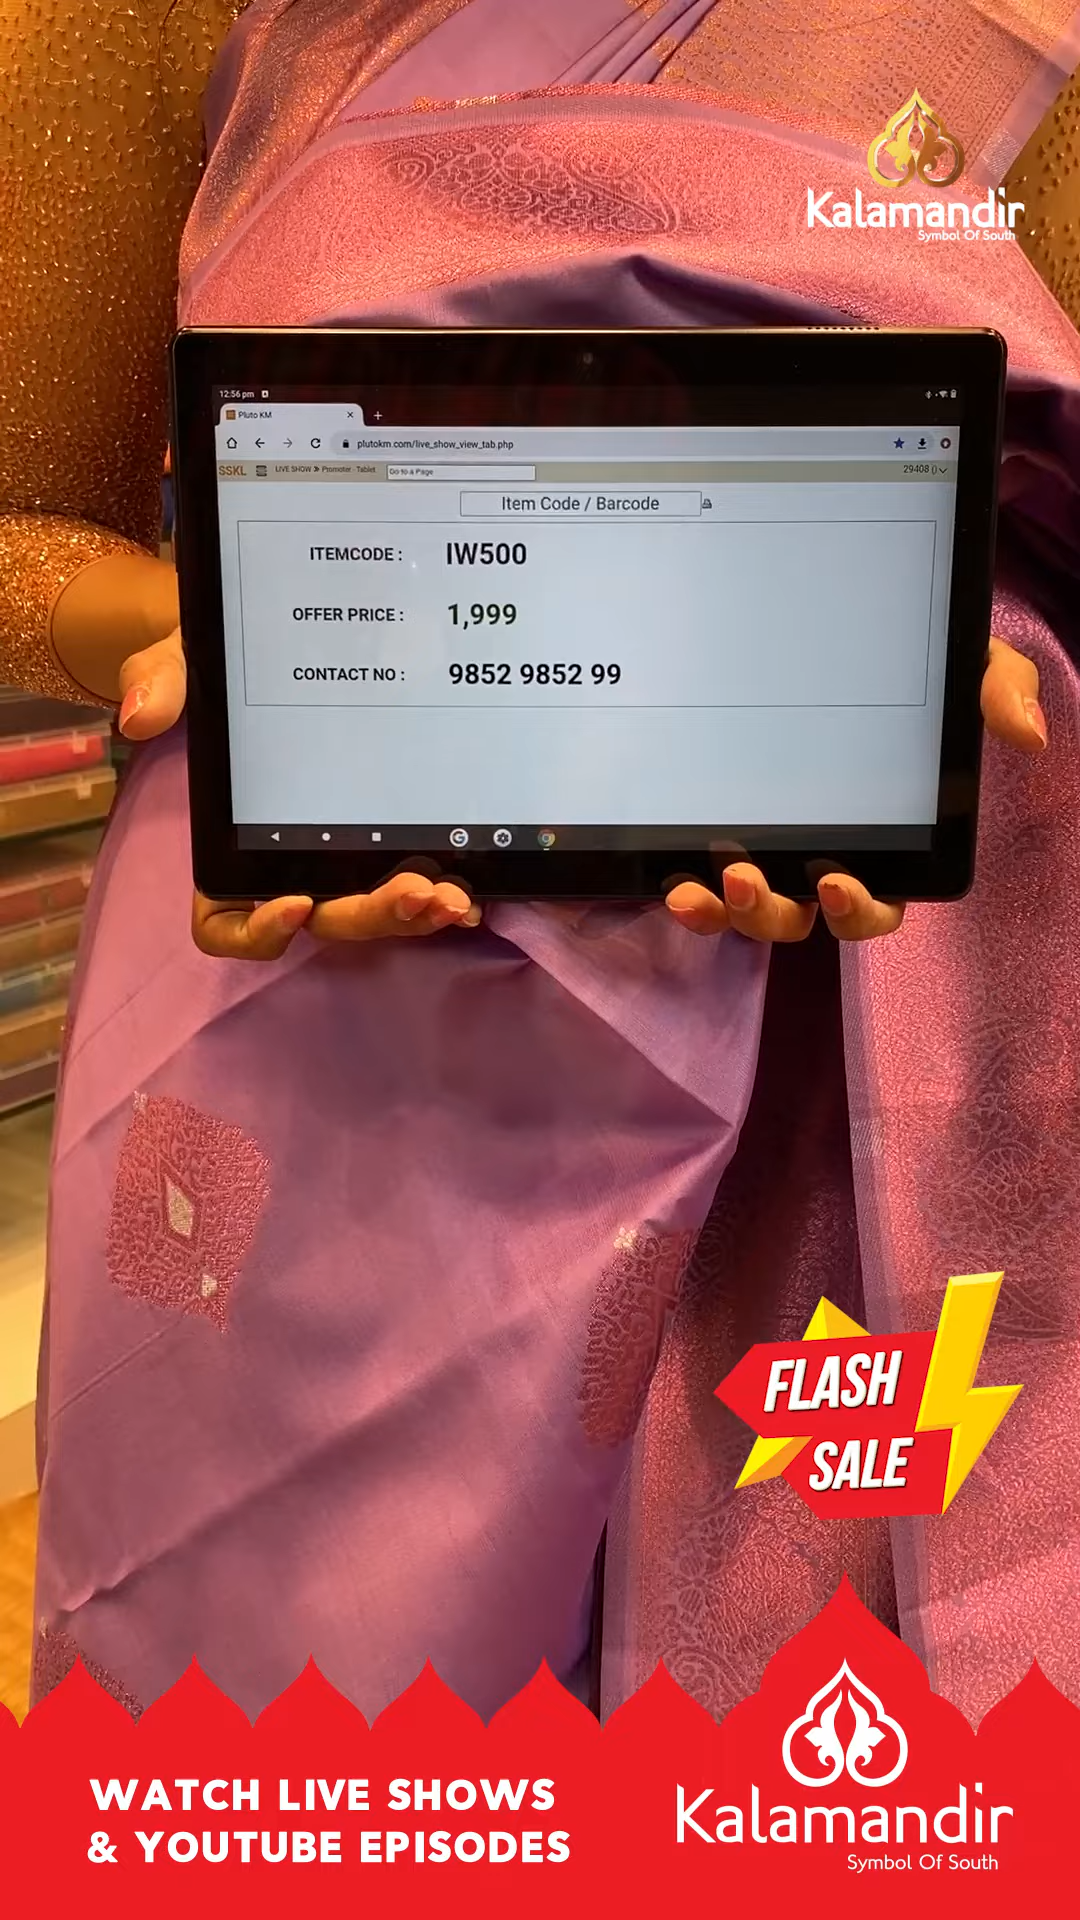 Kalamandir
Symbol Of South
12:56 pm
Pluto KM
plutokm.com/live_show_view_tab.php
SSKL LIVE SHOW » Promoter - Tablet Go to a Page 29408 ()
Item Code / Barcode
ITEMCODE : IW500
OFFER PRICE : 1,999
CONTACT NO : 9852 9852 99
FLASH
SALE
WATCH LIVE SHOWS
& YOUTUBE EPISODES
Kalamandir
Symbol Of South